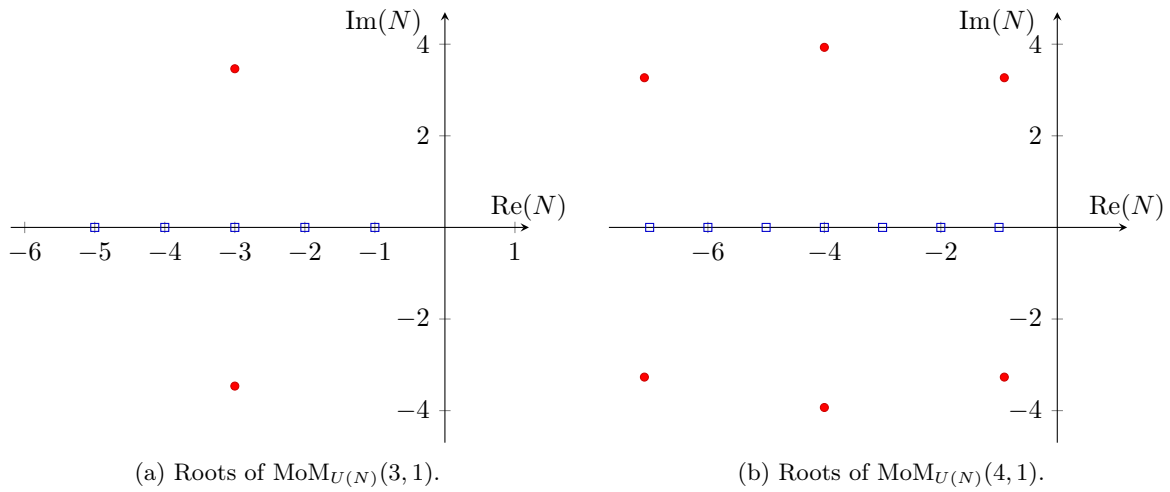 Im(N)
4
2
Re(N)
−6 −5 −4 −3 −2 −1 1
−2
−4
(a) Roots of MoM_{U(N)}(3, 1).
Im(N)
4
2
Re(N)
−6 −4 −2
−2
−4
(b) Roots of MoM_{U(N)}(4, 1).